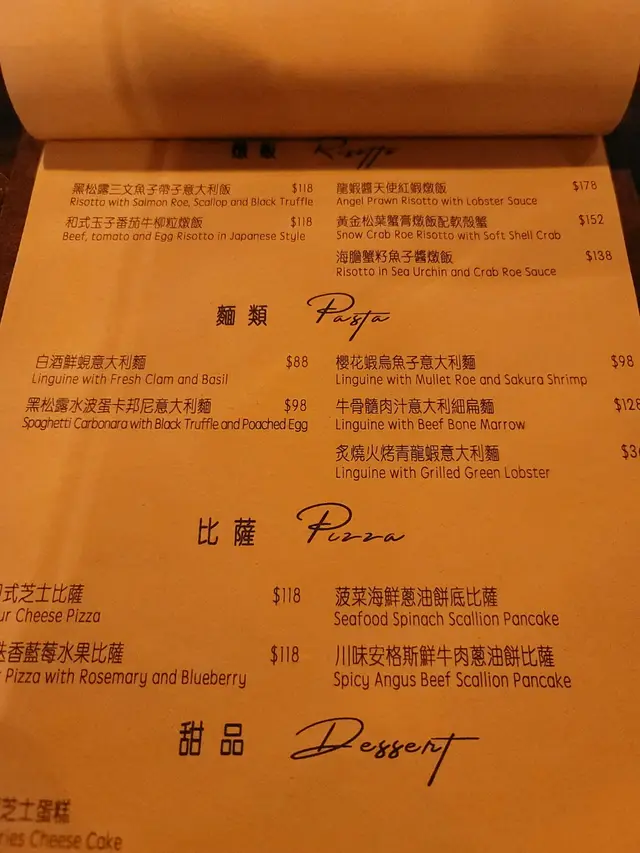 燉飯 Risotto
黑松露三文魚子帶子意大利飯 $118
Risotto with Salmon Roe, Scallop and Black Truffle
和式玉子番茄牛柳粒燉飯 $118
Beef, tomato and Egg Risotto in Japanese Style
龍蝦醬天使紅蝦燉飯 $178
Angel Prawn Risotto with Lobster Sauce
黃金松葉蟹膏燉飯配軟殼蟹 $152
Snow Crab Roe Risotto with Soft Shell Crab
海膽蟹籽魚子醬燉飯 $138
Risotto in Sea Urchin and Crab Roe Sauce
麵類 Pasta
白酒鮮蜆意大利麵 $88
Linguine with Fresh Clam and Basil
黑松露水波蛋卡邦尼意大利麵 $98
Spaghetti Carbonara with Black Truffle and Poached Egg
櫻花蝦烏魚子意大利麵 $98
Linguine with Mullet Roe and Sakura Shrimp
牛骨髓肉汁意大利細扁麵 $128
Linguine with Beef Bone Marrow
炙燒火烤青龍蝦意大利麵
Linguine with Grilled Green Lobster
比薩 Pizza
式芝士比薩 $118
Cheese Pizza
香藍莓水果比薩 $118
Pizza with Rosemary and Blueberry
菠菜海鮮蔥油餅底比薩
Seafood Spinach Scallion Pancake
川味安格斯鮮牛肉蔥油餅比薩
Spicy Angus Beef Scallion Pancake
甜品 Dessert
芝士蛋糕
Cheese Cake